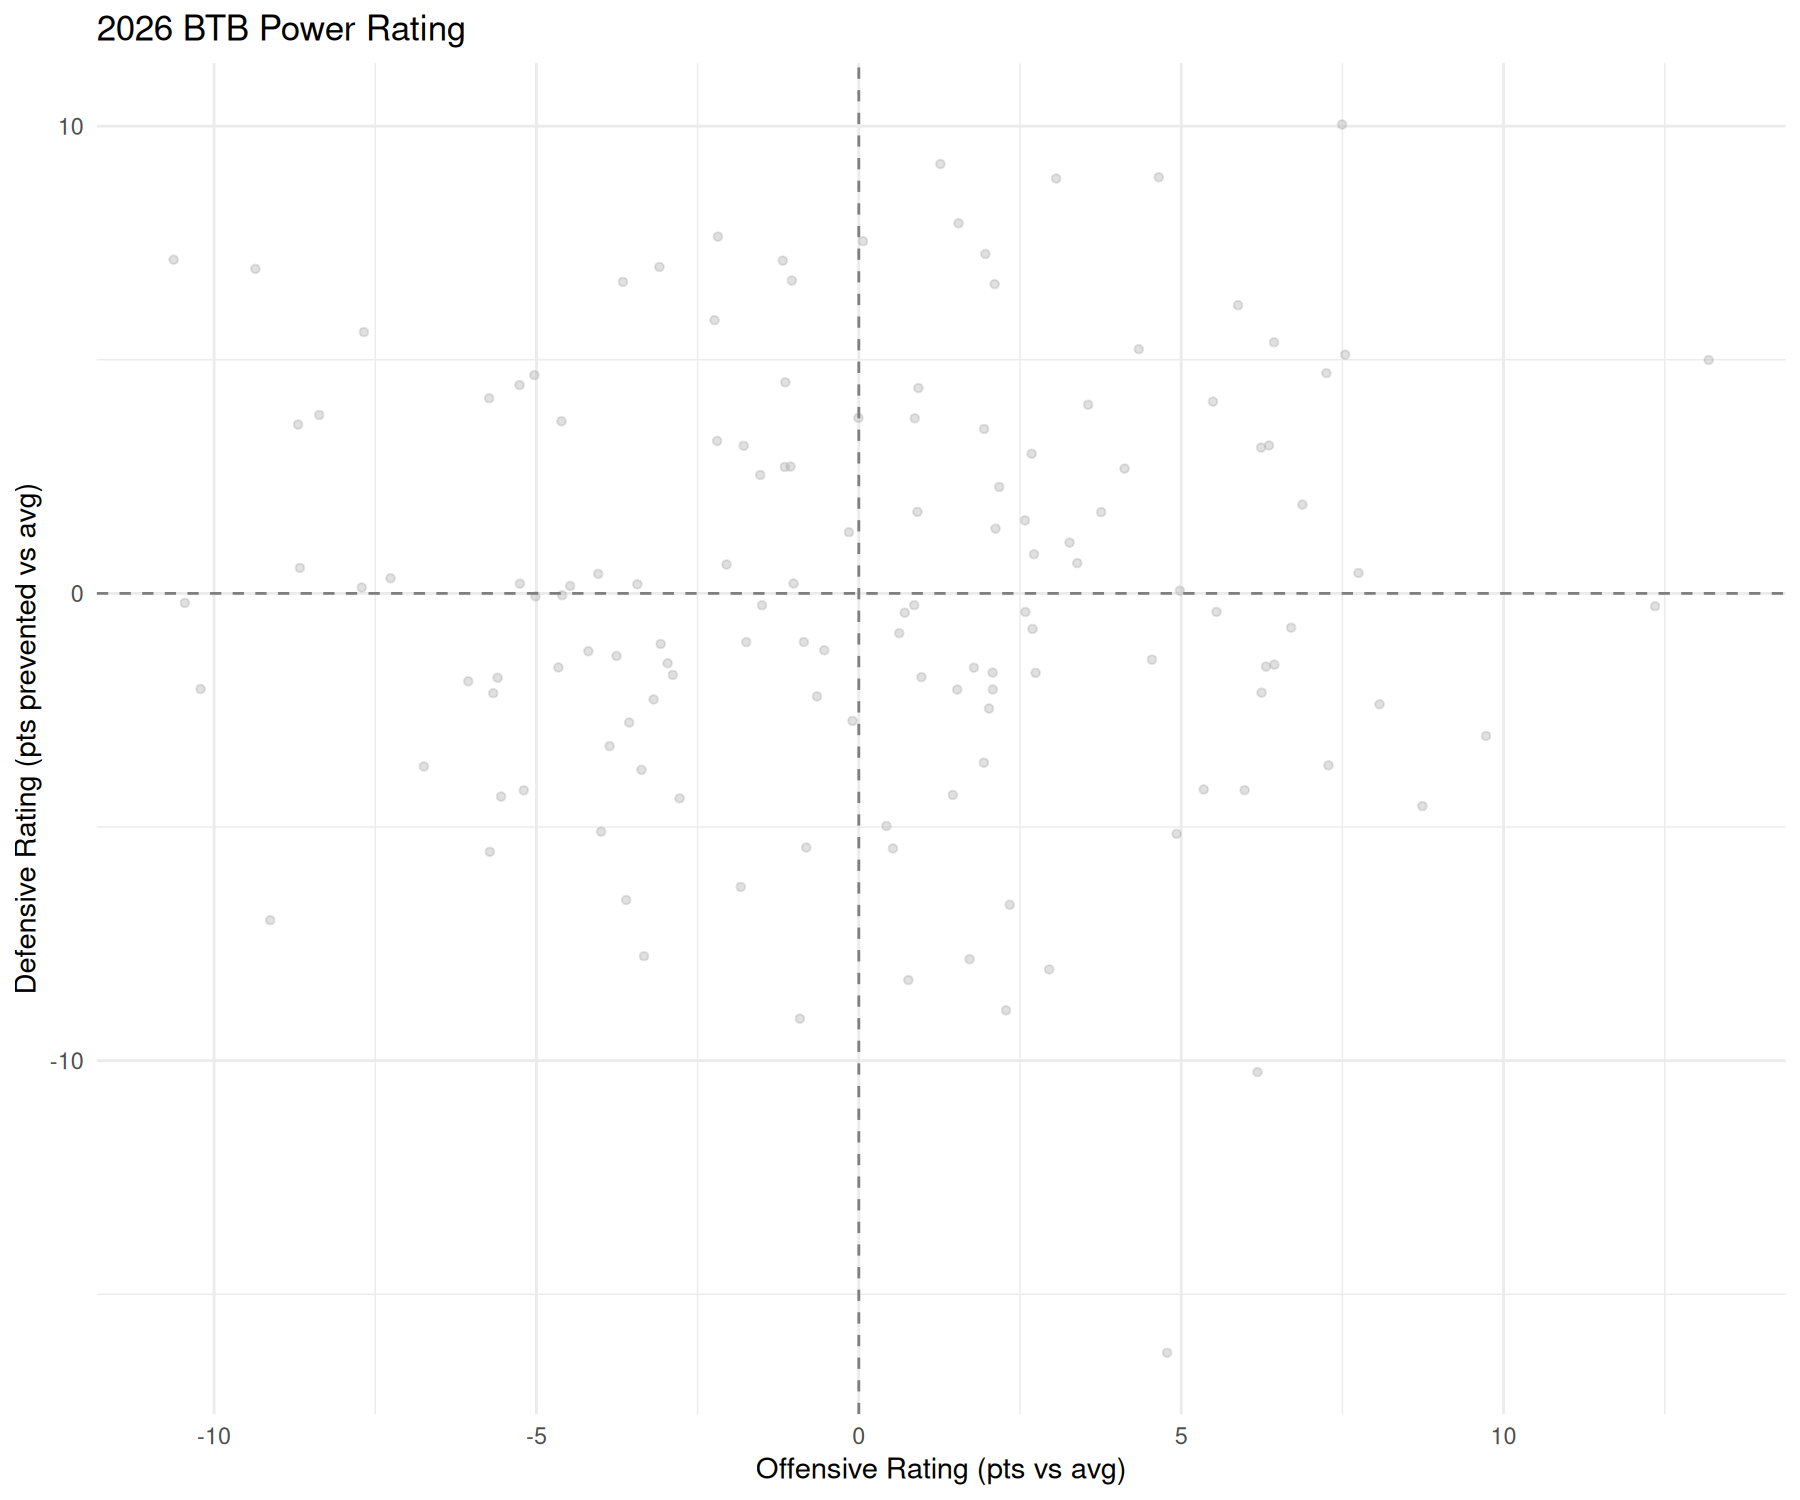 2026 BTB Power Rating
Defensive Rating (pts prevented vs avg)
10
0
-10
-10
-5
0
5
10
Offensive Rating (pts vs avg)